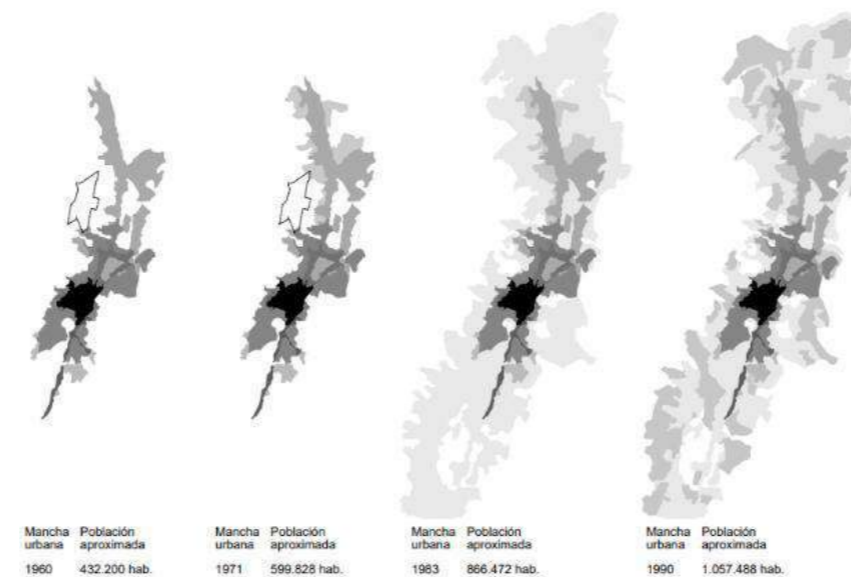 Mancha Población
urbana aproximada
1960 432.200 hab.
Mancha Población
urbana aproximada
1971 599.828 hab.
Mancha Población
urbana aproximada
1983 866.472 hab.
Mancha Población
urbana aproximada
1990 1.057.488 hab.